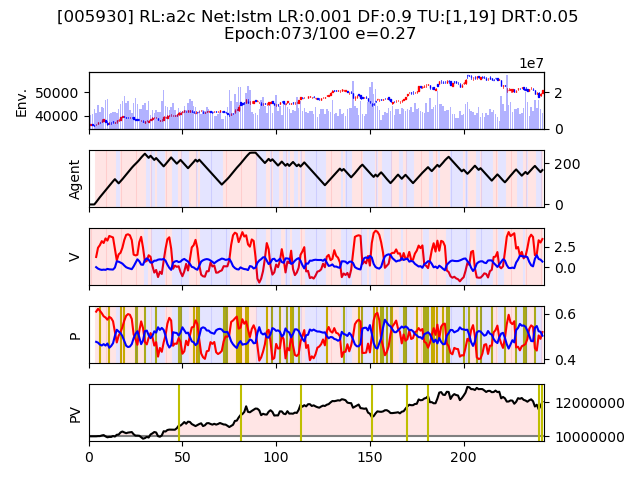 [005930] RL:a2c Net:lstm LR:0.001 DF:0.9 TU:[1,19] DRT:0.05
Epoch:073/100 e=0.27
1e7
Env.
50000
40000
2
0
Agent
200
0
V
2.5
0.0
P
0.6
0.4
PV
12000000
10000000
0 50 100 150 200